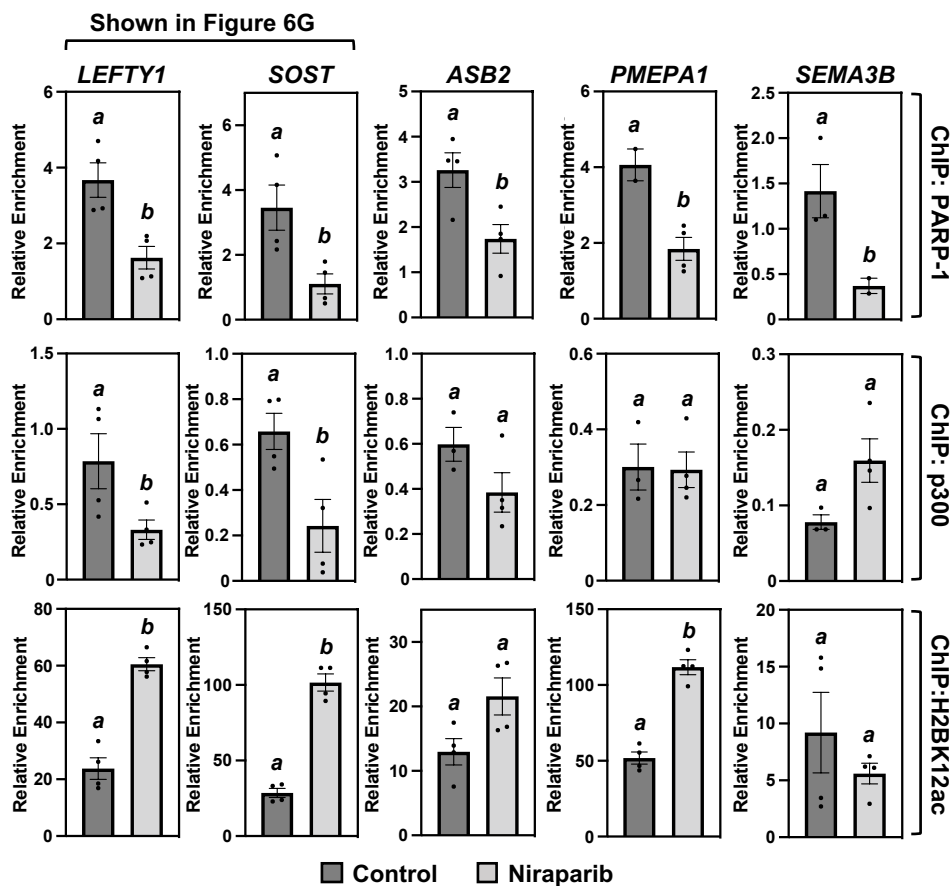 Shown in Figure 6G
LEFTY1 SOST ASB2 PMEPA1 SEMA3B
Relative Enrichment 6 4 2 0 a b
Relative Enrichment 6 4 2 0 a b
Relative Enrichment 5 4 3 2 1 0 a b
Relative Enrichment 6 4 2 0 a b
Relative Enrichment 2.5 2.0 1.5 1.0 0.5 0 a b
ChIP: PARP-1
Relative Enrichment 1.5 1.0 0.5 0 a b
Relative Enrichment 1.0 0.8 0.6 0.4 0.2 0 a b
Relative Enrichment 1.0 0.8 0.6 0.4 0.2 0 a a
Relative Enrichment 0.6 0.4 0.2 0 a a
Relative Enrichment 0.3 0.2 0.1 0 a a
ChIP: p300
Relative Enrichment 80 60 40 20 0 a b
Relative Enrichment 150 100 50 0 a b
Relative Enrichment 30 20 10 0 a a
Relative Enrichment 150 100 50 0 a b
Relative Enrichment 20 15 10 5 0 a a
ChIP:H2BK12ac
Control Niraparib